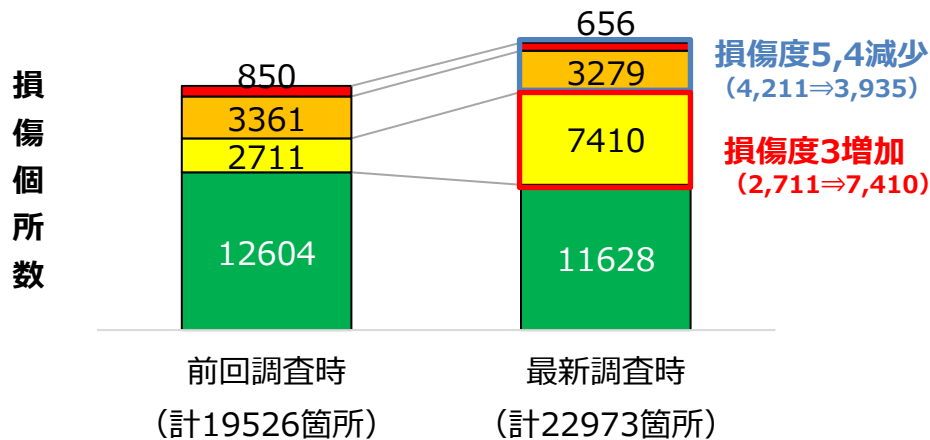 損傷個所数
850
3361
2711
12604
656
3279
7410
11628
損傷度5,4減少
（4,211⇒3,935）
損傷度3増加
（2,711⇒7,410）
前回調査時
（計19526箇所）
最新調査時
（計22973箇所）